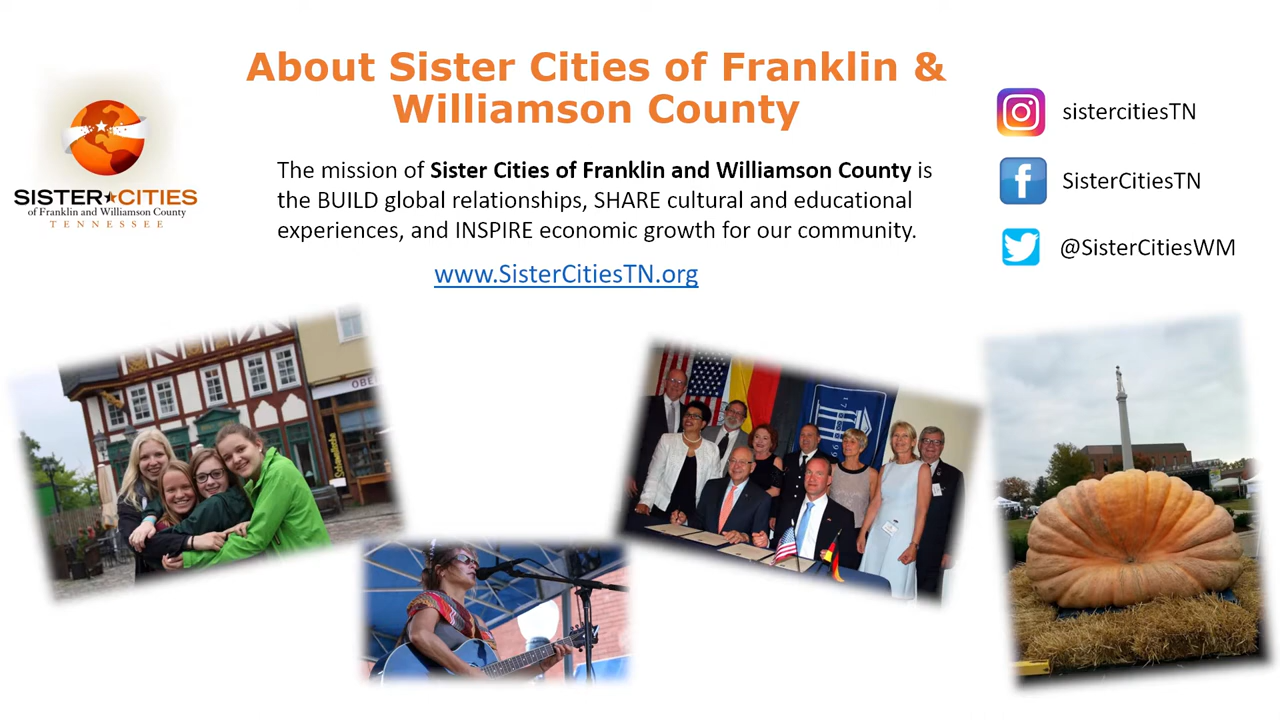 About Sister Cities of Franklin &
Williamson County
SISTER★CITIES
of Franklin and Williamson County
TENNESSEE
The mission of Sister Cities of Franklin and Williamson County is
the BUILD global relationships, SHARE cultural and educational
experiences, and INSPIRE economic growth for our community.
www.SisterCitiesTN.org
sistercitiesTN
SisterCitiesTN
@SisterCitiesWM